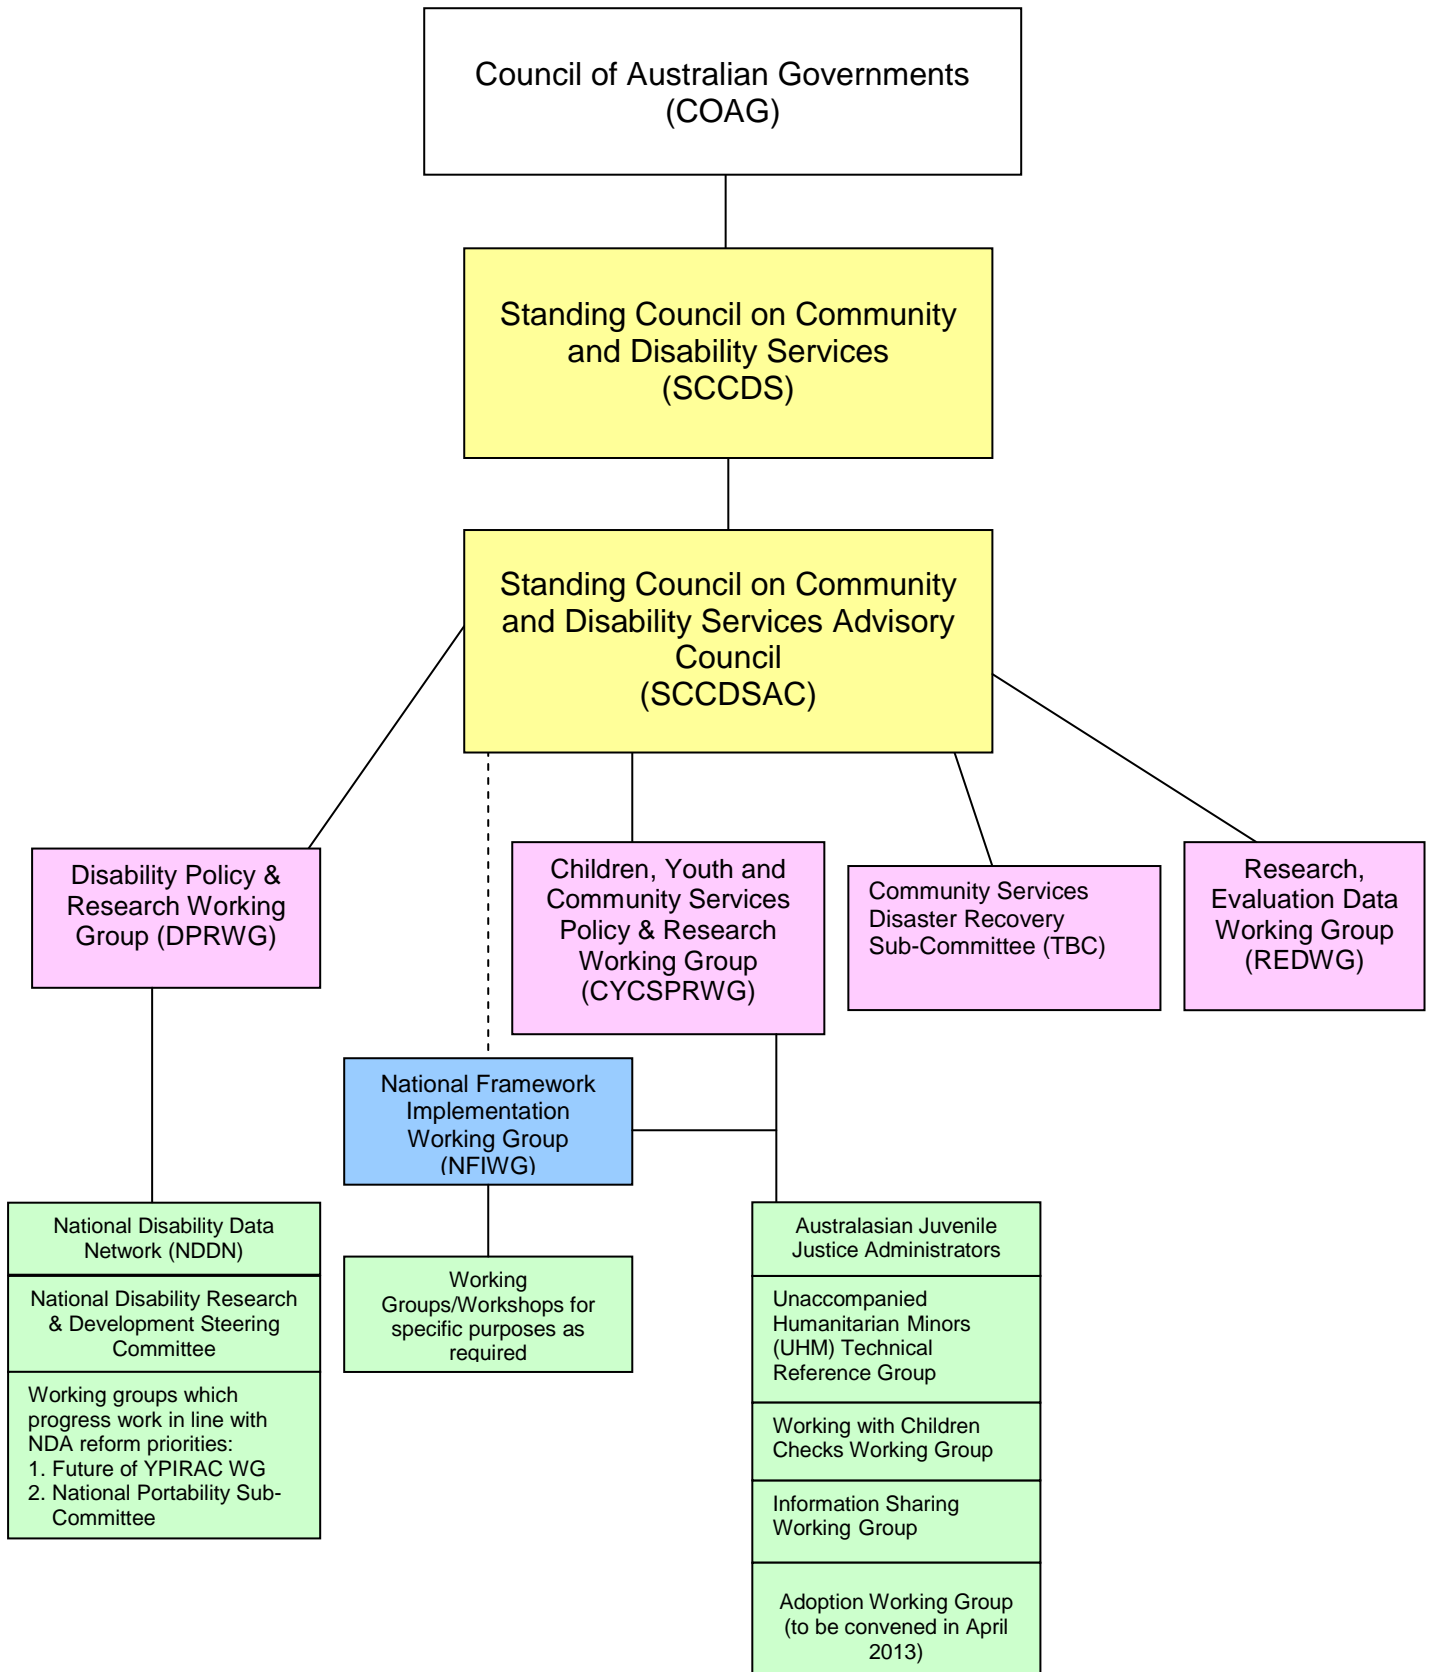 Council of Australian Governments
(COAG)
Standing Council on Community
and Disability Services
(SCCDS)
Standing Council on Community
and Disability Services Advisory
Council
(SCCDSAC)
Disability Policy &
Research Working
Group (DPRWG)
Children, Youth and
Community Services
Policy & Research
Working Group
(CYCSPRWG)
Community Services
Disaster Recovery
Sub-Committee (TBC)
Research,
Evaluation Data
Working Group
(REDWG)
National Framework
Implementation
Working Group
(NFIWG)
National Disability Data
Network (NDDN)
National Disability Research
& Development Steering
Committee
Working groups which
progress work in line with
NDA reform priorities:
1. Future of YPIRAC WG
2. National Portability Sub-
Committee
Working
Groups/Workshops for
specific purposes as
required
Australasian Juvenile
Justice Administrators
Unaccompanied
Humanitarian Minors
(UHM) Technical
Reference Group
Working with Children
Checks Working Group
Information Sharing
Working Group
Adoption Working Group
(to be convened in April
2013)